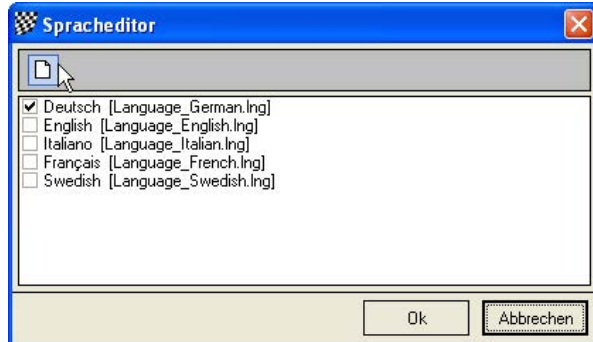 Spracheditor
Deutsch [Language_German.lng]
English [Language_English.lng]
Italiano [Language_Italian.lng]
Français [Language_French.lng]
Swedish [Language_Swedish.lng]
Ok
Abbrechen